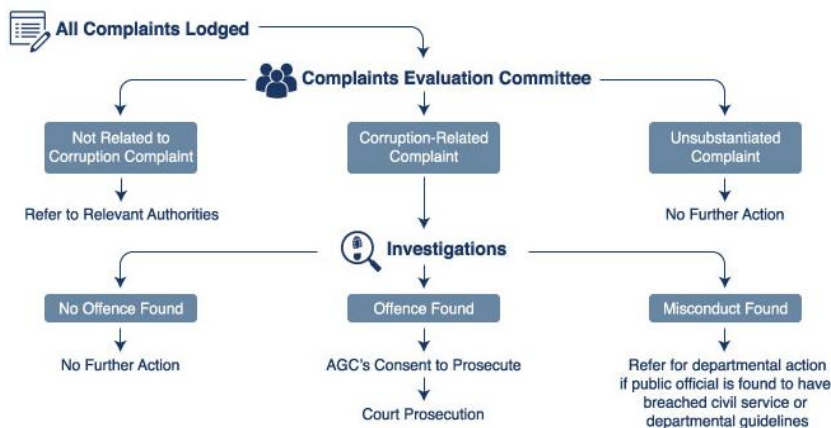 All Complaints Lodged
Complaints Evaluation Committee
Not Related to
Corruption Complaint
Corruption-Related
Complaint
Unsubstantiated
Complaint
Refer to Relevant Authorities
No Further Action
Investigations
No Offence Found
Offence Found
Misconduct Found
No Further Action
AGC's Consent to Prosecute
Court Prosecution
Refer for departmental action
if public official is found to have
breached civil service or
departmental guidelines